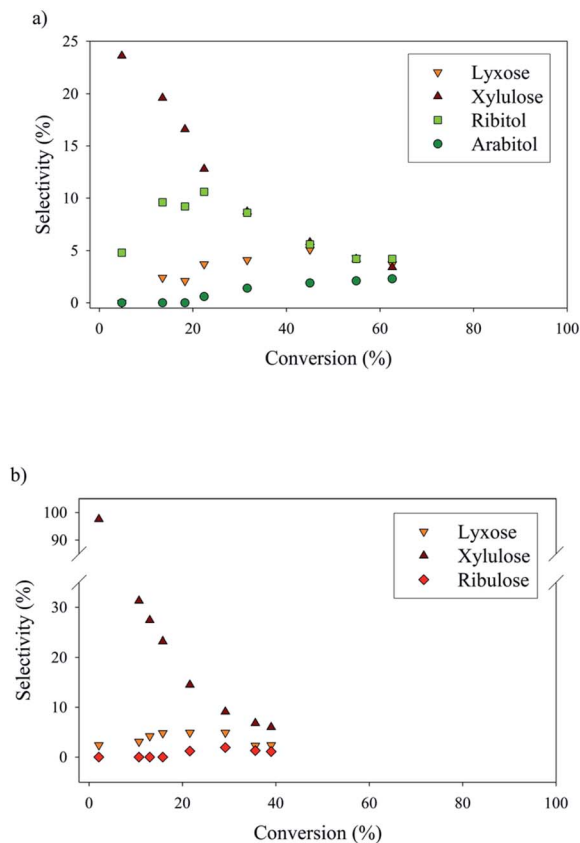 a)
25
20
15
10
5
0
Selectivity (%)
Lyxose
Xylulose
Ribitol
Arabitol
0 20 40 60 80 100
Conversion (%)
b)
100
90
30
20
10
0
Selectivity (%)
Lyxose
Xylulose
Ribulose
0 20 40 60 80 100
Conversion (%)